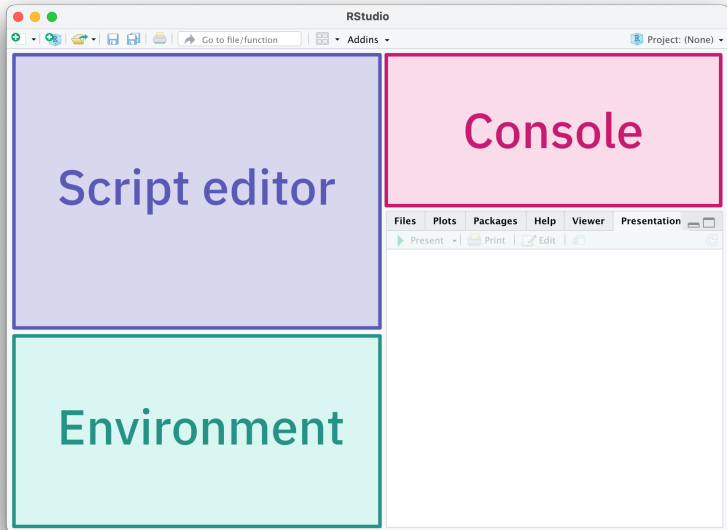 RStudio
Go to file/function Addins Project: (None)
Script editor
Console
Files Plots Packages Help Viewer Presentation
Present Print Edit
Environment